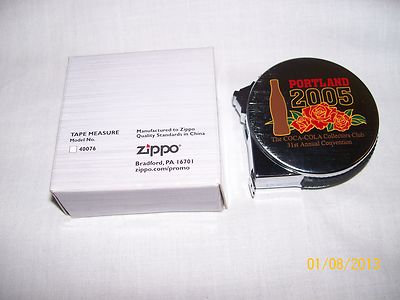 TAPE MEASURE
Model No.
40076
Manufactured to Zippo
Quality Standards in China
zippo
Bradford, PA 16701
zippo.com/promo
PORTLAND
2005
The COCA-COLA Collectors Club
31st Annual Convention
01/08/2013